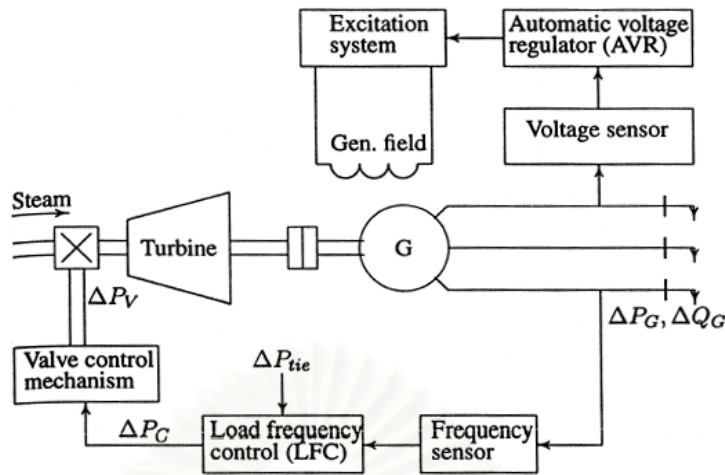 Excitation
system
Automatic voltage
regulator (AVR)
Gen. field
Voltage sensor
Steam
Turbine
G
ΔP_V
ΔP_G, ΔQ_G
Valve control
mechanism
ΔP_tie
ΔP_C
Load frequency
control (LFC)
Frequency
sensor